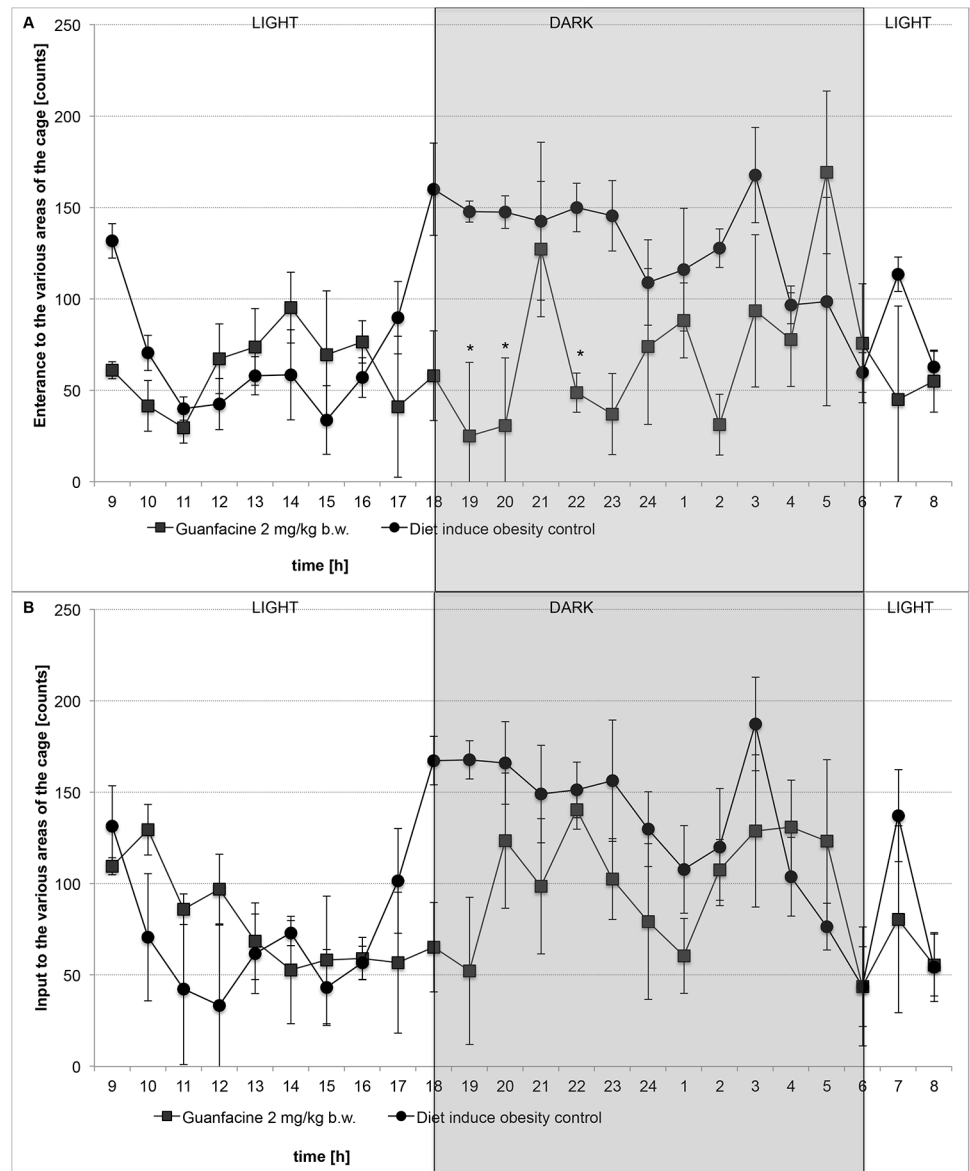 A
LIGHT DARK LIGHT
Enterance to the various areas of the cage [counts]
250
200
150
100
50
0
* * *
9 10 11 12 13 14 15 16 17 18 19 20 21 22 23 24 1 2 3 4 5 6 7 8
Guanfacine 2 mg/kg b.w. Diet induce obesity control
time [h]
B
LIGHT DARK LIGHT
Input to the various areas of the cage [counts]
250
200
150
100
50
0
9 10 11 12 13 14 15 16 17 18 19 20 21 22 23 24 1 2 3 4 5 6 7 8
Guanfacine 2 mg/kg b.w. Diet induce obesity control
time [h]